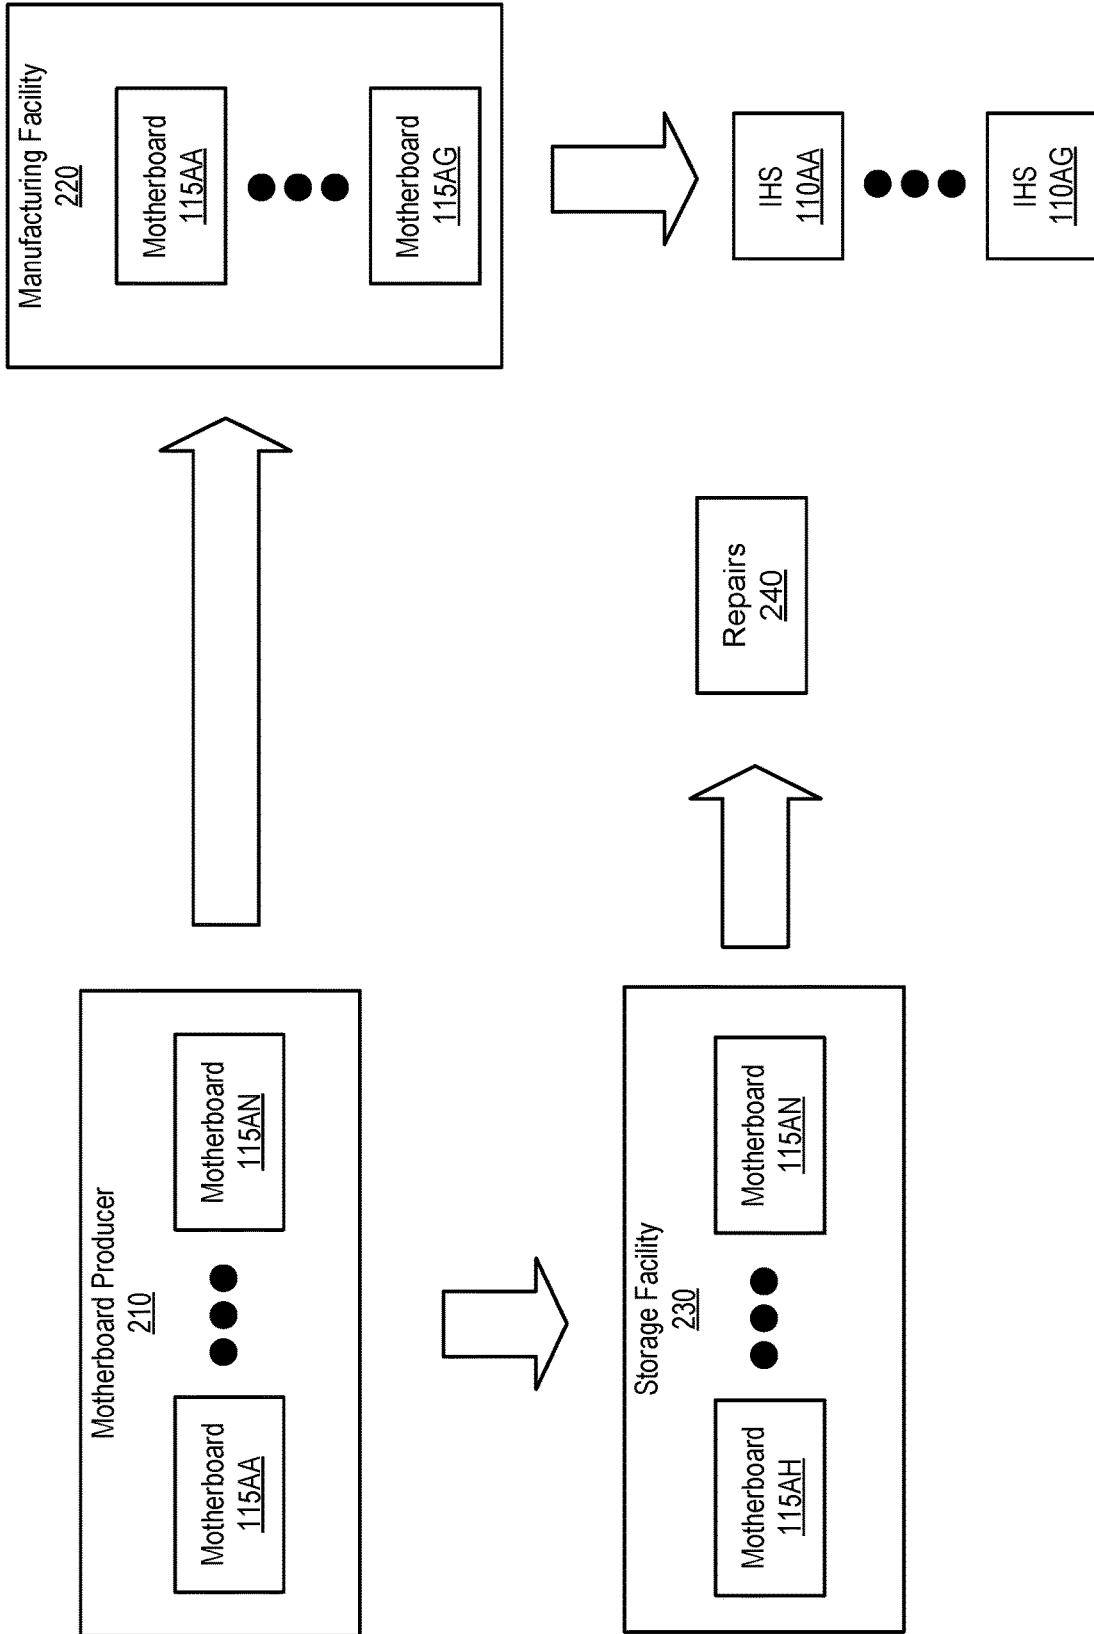 Motherboard Producer
210
Motherboard
115AA
Motherboard
115AN
Manufacturing Facility
220
Motherboard
115AA
Motherboard
115AG
Storage Facility
230
Motherboard
115AH
Motherboard
115AN
Repairs
240
IHS
110AA
IHS
110AG